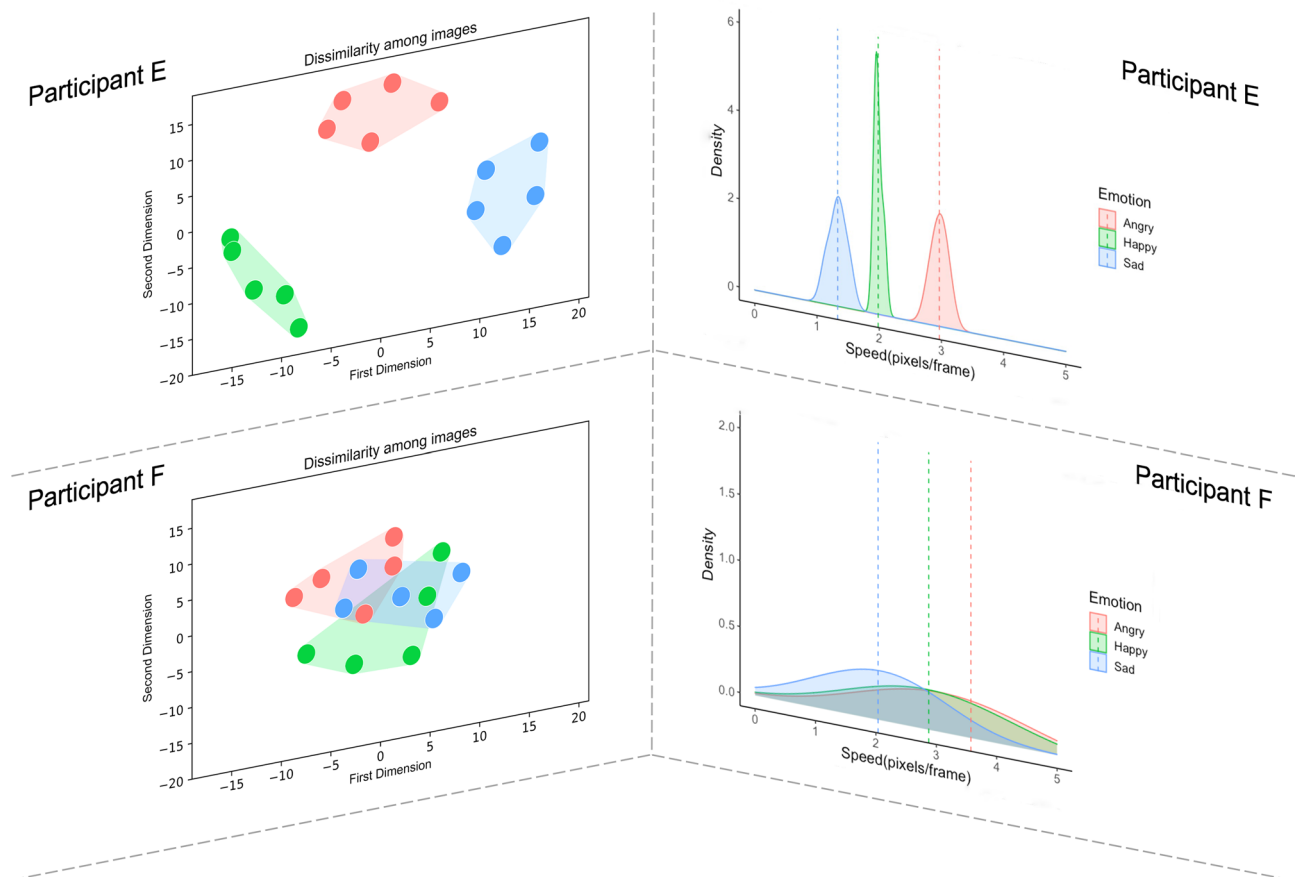 Participant E
Dissimilarity among images
Second Dimension
15
10
5
0
−5
−10
−15
−20
−15
−10
−5
0
5
10
15
20
First Dimension
Participant E
Density
6
4
2
0
0
1
2
3
4
5
Speed(pixels/frame)
Emotion
Angry
Happy
Sad
Participant F
Dissimilarity among images
Second Dimension
15
10
5
0
−5
−10
−15
−20
−15
−10
−5
0
5
10
15
20
First Dimension
Participant F
Density
2.0
1.5
1.0
0.5
0.0
0
1
2
3
4
5
Speed(pixels/frame)
Emotion
Angry
Happy
Sad